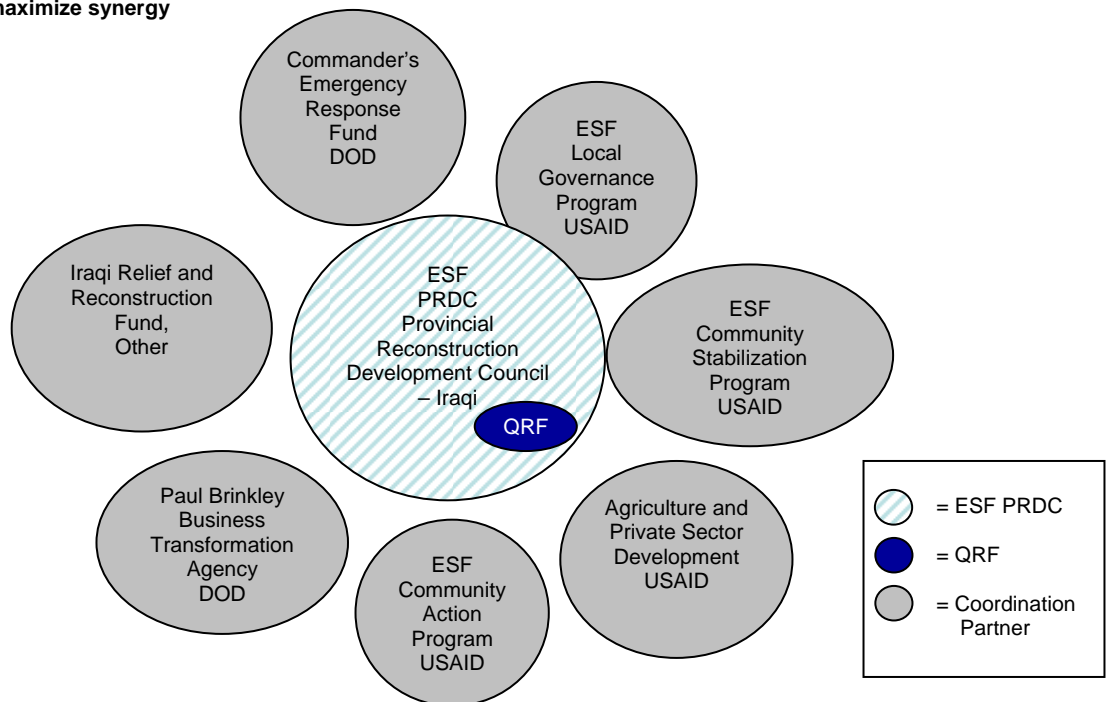 maximize synergy
Commander’s
Emergency
Response
Fund
DOD
ESF
Local
Governance
Program
USAID
Iraqi Relief and
Reconstruction
Fund,
Other
ESF
PRDC
Provincial
Reconstruction
Development Council
– Iraqi
QRF
ESF
Community
Stabilization
Program
USAID
Paul Brinkley
Business
Transformation
Agency
DOD
ESF
Community
Action
Program
USAID
Agriculture and
Private Sector
Development
USAID
= ESF PRDC
= QRF
= Coordination
Partner